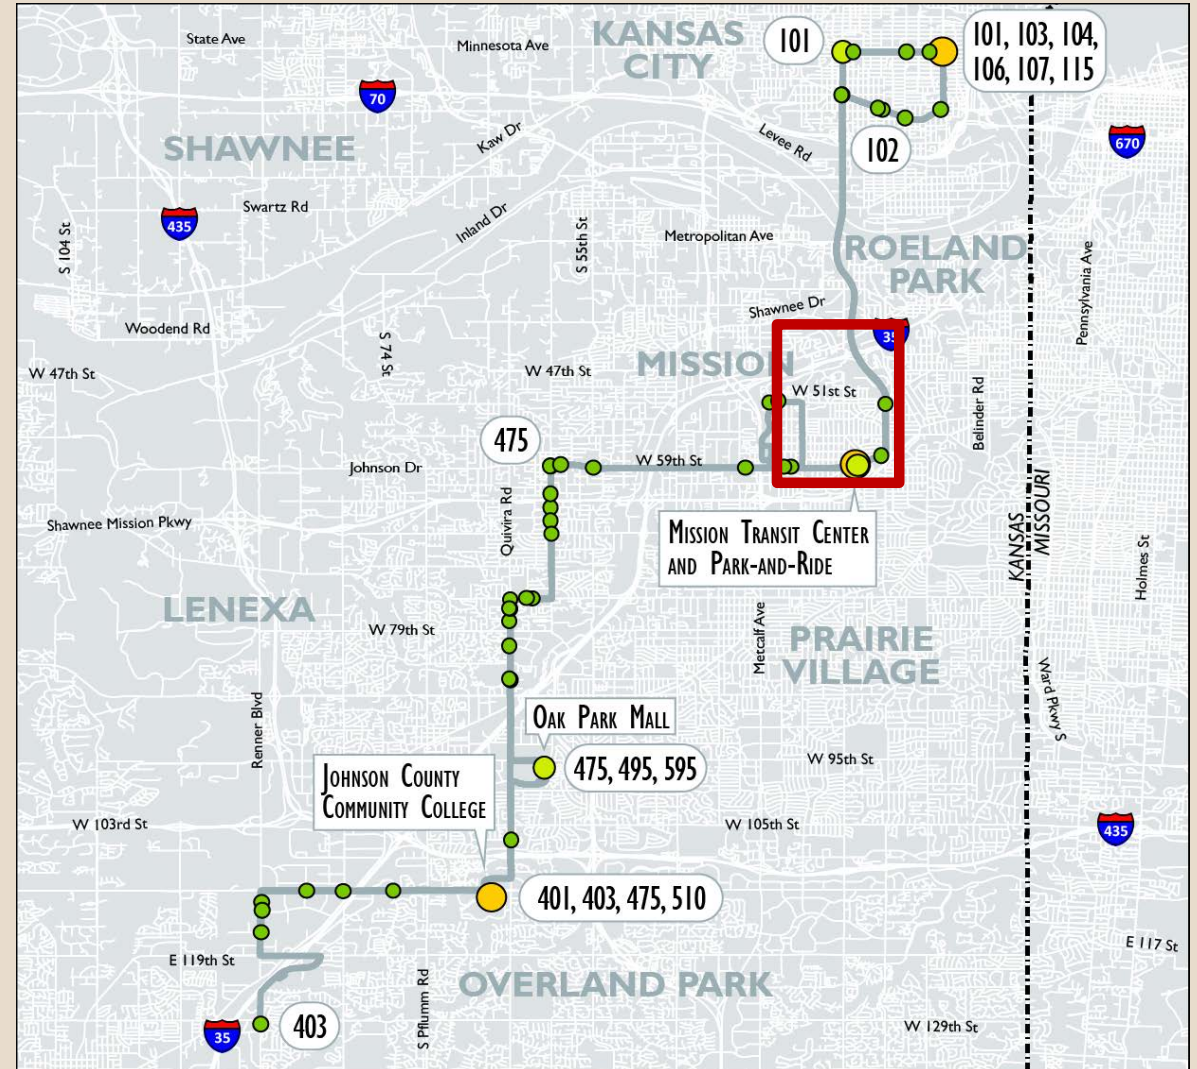 State Ave
Minnesota Ave
KANSAS
CITY
101
101, 103, 104,
106, 107, 115
70
SHAWNEE
Kaw Dr
Levee Rd
102
670
435
Swartz Rd
S 104 St
Inland Dr
S 55th St
Metropolitan Ave
ROELAND
PARK
Pennsylvania Ave
Shawnee Dr
35
Woodend Rd
S 74 St
W 47th St
W 47th St
MISSION
W 51st St
Belinder Rd
475
Johnson Dr
W 59th St
Quivira Rd
Shawnee Mission Pkwy
MISSION TRANSIT CENTER
AND PARK-AND-RIDE
KANSAS
MISSOURI
Holmes St
LENEXA
W 79th St
Metcalf Ave
PRAIRIE
VILLAGE
Ward Pkwy S
Renner Blvd
OAK PARK MALL
475, 495, 595
W 95th St
JOHNSON COUNTY
COMMUNITY COLLEGE
W 103rd St
W 105th St
435
401, 403, 475, 510
E 119th St
OVERLAND PARK
E 117 St
S Pflumm Rd
35
403
W 129th St